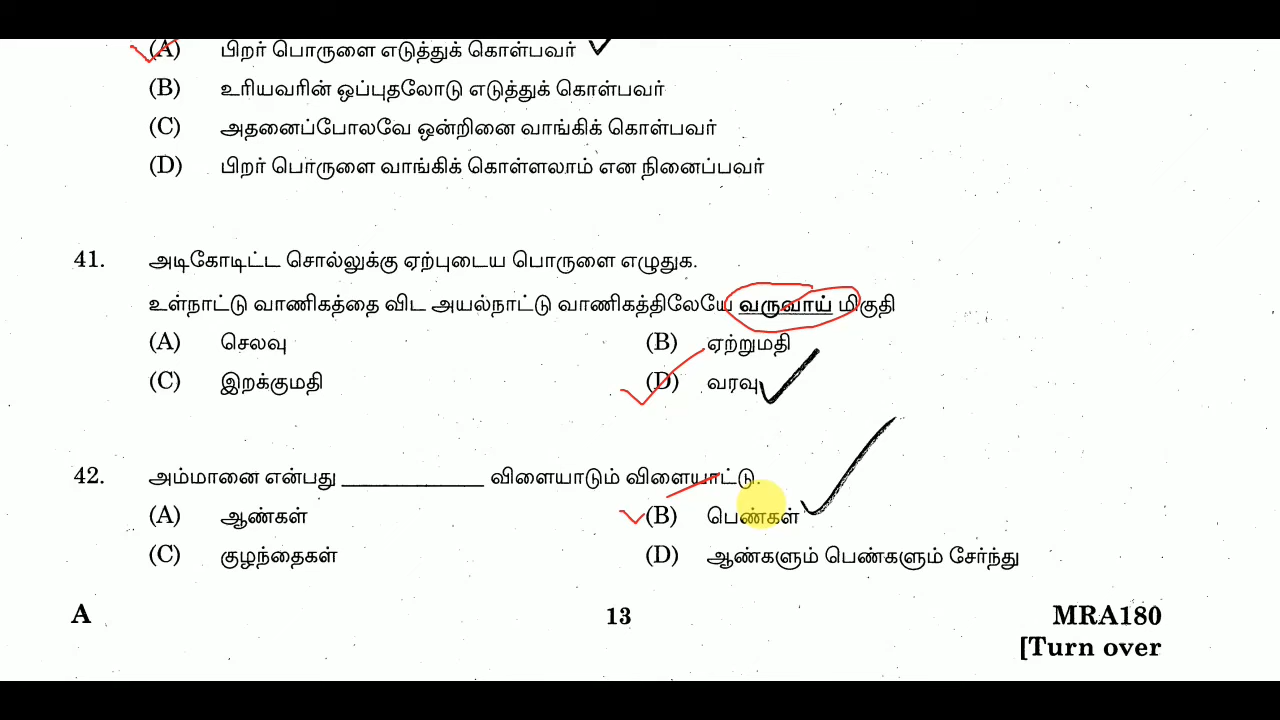 (A) பிறர் பொருளை எடுத்துக் கொள்பவர்
(B) உரியவரின் ஒப்புதலோடு எடுத்துக் கொள்பவர்
(C) அதனைப்போலவே ஒன்றினை வாங்கிக் கொள்பவர்
(D) பிறர் பொருளை வாங்கிக் கொள்ளலாம் என நினைப்பவர்
41. அடிகோடிட்ட சொல்லுக்கு ஏற்புடைய பொருளை எழுதுக.
உள்நாட்டு வாணிகத்தை விட அயல்நாட்டு வாணிகத்திலேயே வருவாய் மிகுதி
(A) செலவு (B) ஏற்றுமதி
(C) இறக்குமதி (D) வரவு
42. அம்மானை என்பது ____________ விளையாடும் விளையாட்டு.
(A) ஆண்கள் (B) பெண்கள்
(C) குழந்தைகள் (D) ஆண்களும் பெண்களும் சேர்ந்து
A 13 MRA180
[Turn over